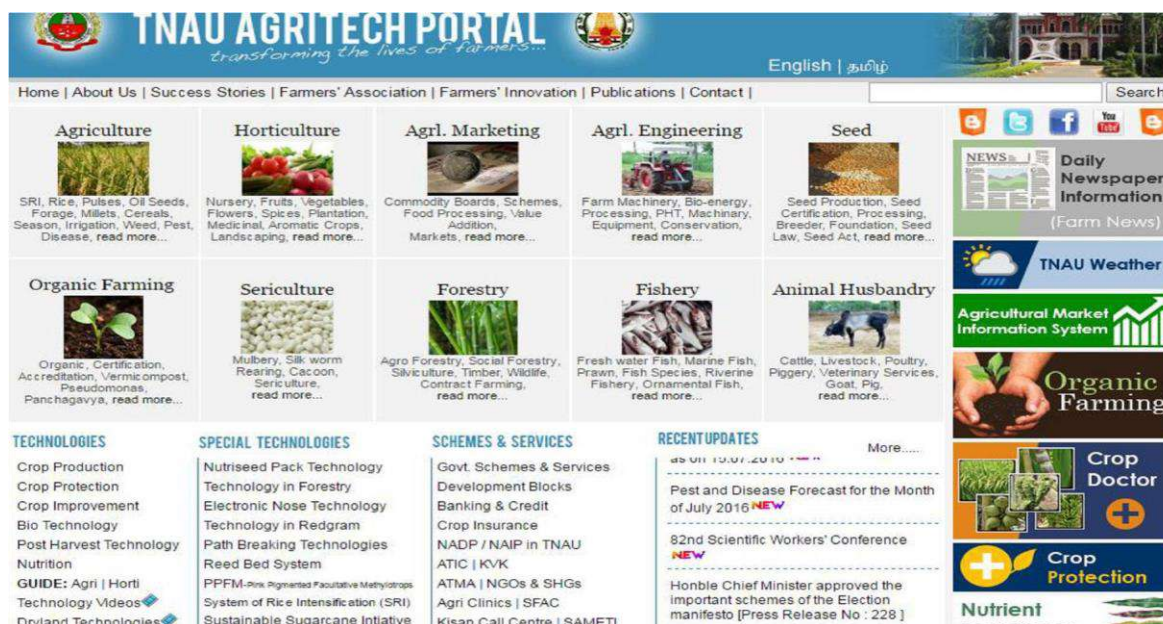 TNAU AGRITECH PORTAL
transforming the lives of farmers...
English | தமிழ்
Home | About Us | Success Stories | Farmers' Association | Farmers' Innovation | Publications | Contact |
Search
Agriculture
SRI, Rice, Pulses, Oil Seeds,
Forage, Millets, Cereals,
Season, Irrigation, Weed, Pest,
Disease, read more...
Horticulture
Nursery, Fruits, Vegetables,
Flowers, Spices, Plantation,
Medicinal, Aromatic Crops,
Landscaping, read more...
Agrl. Marketing
Commodity Boards, Schemes,
Food Processing, Value
Addition,
Markets, read more...
Agrl. Engineering
Farm Machinery, Bio-energy,
Processing, PHT, Machinery,
Equipment, Conservation,
read more...
Seed
Seed Production, Seed
Certification, Processing,
Breeder, Foundation, Seed
Law, Seed Act, read more...
Organic Farming
Organic, Certification,
Accreditation, Vermicompost,
Pseudomonas,
Panchagavya, read more...
Sericulture
Mulbery, Silk worm
Rearing, Cacoon,
Sericulture,
read more...
Forestry
Agro Forestry, Social Forestry,
Silviculture, Timber, Wildlife,
Contract Farming,
read more...
Fishery
Fresh water Fish, Marine Fish,
Prawn, Fish Species, Riverine
Fishery, Ornamental Fish,
read more...
Animal Husbandry
Cattle, Livestock, Poultry,
Piggery, Veterinary Services,
Goat, Pig,
read more...
TECHNOLOGIES
Crop Production
Crop Protection
Crop Improvement
Bio Technology
Post Harvest Technology
Nutrition
GUIDE: Agri | Horti
Technology Videos
Dryland Technologies
SPECIAL TECHNOLOGIES
Nutriseed Pack Technology
Technology in Forestry
Electronic Nose Technology
Technology in Redgram
Path Breaking Technologies
Reed Bed System
PPFM-Pink Pigmented Facultative Methylotrops
System of Rice Intensification (SRI)
Sustainable Sugarcane Intiative
SCHEMES & SERVICES
Govt. Schemes & Services
Development Blocks
Banking & Credit
Crop Insurance
NADP / NAIP in TNAU
ATIC | KVK
ATMA | NGOs & SHGs
Agri Clinics | SFAC
Kisan Call Centre | SAMETI
RECENT UPDATES
More.....
as on 15.07.2016 NEW
Pest and Disease Forecast for the Month
of July 2016 NEW
82nd Scientific Workers' Conference
NEW
Honble Chief Minister approved the
important schemes of the Election
manifesto [Press Release No : 228 ]
You
Tube
NEWS
Daily
Newspaper
Information
(Farm News)
TNAU Weather
Agricultural Market
Information System
Organic
Farming
Crop
Doctor
Crop
Protection
Nutrient